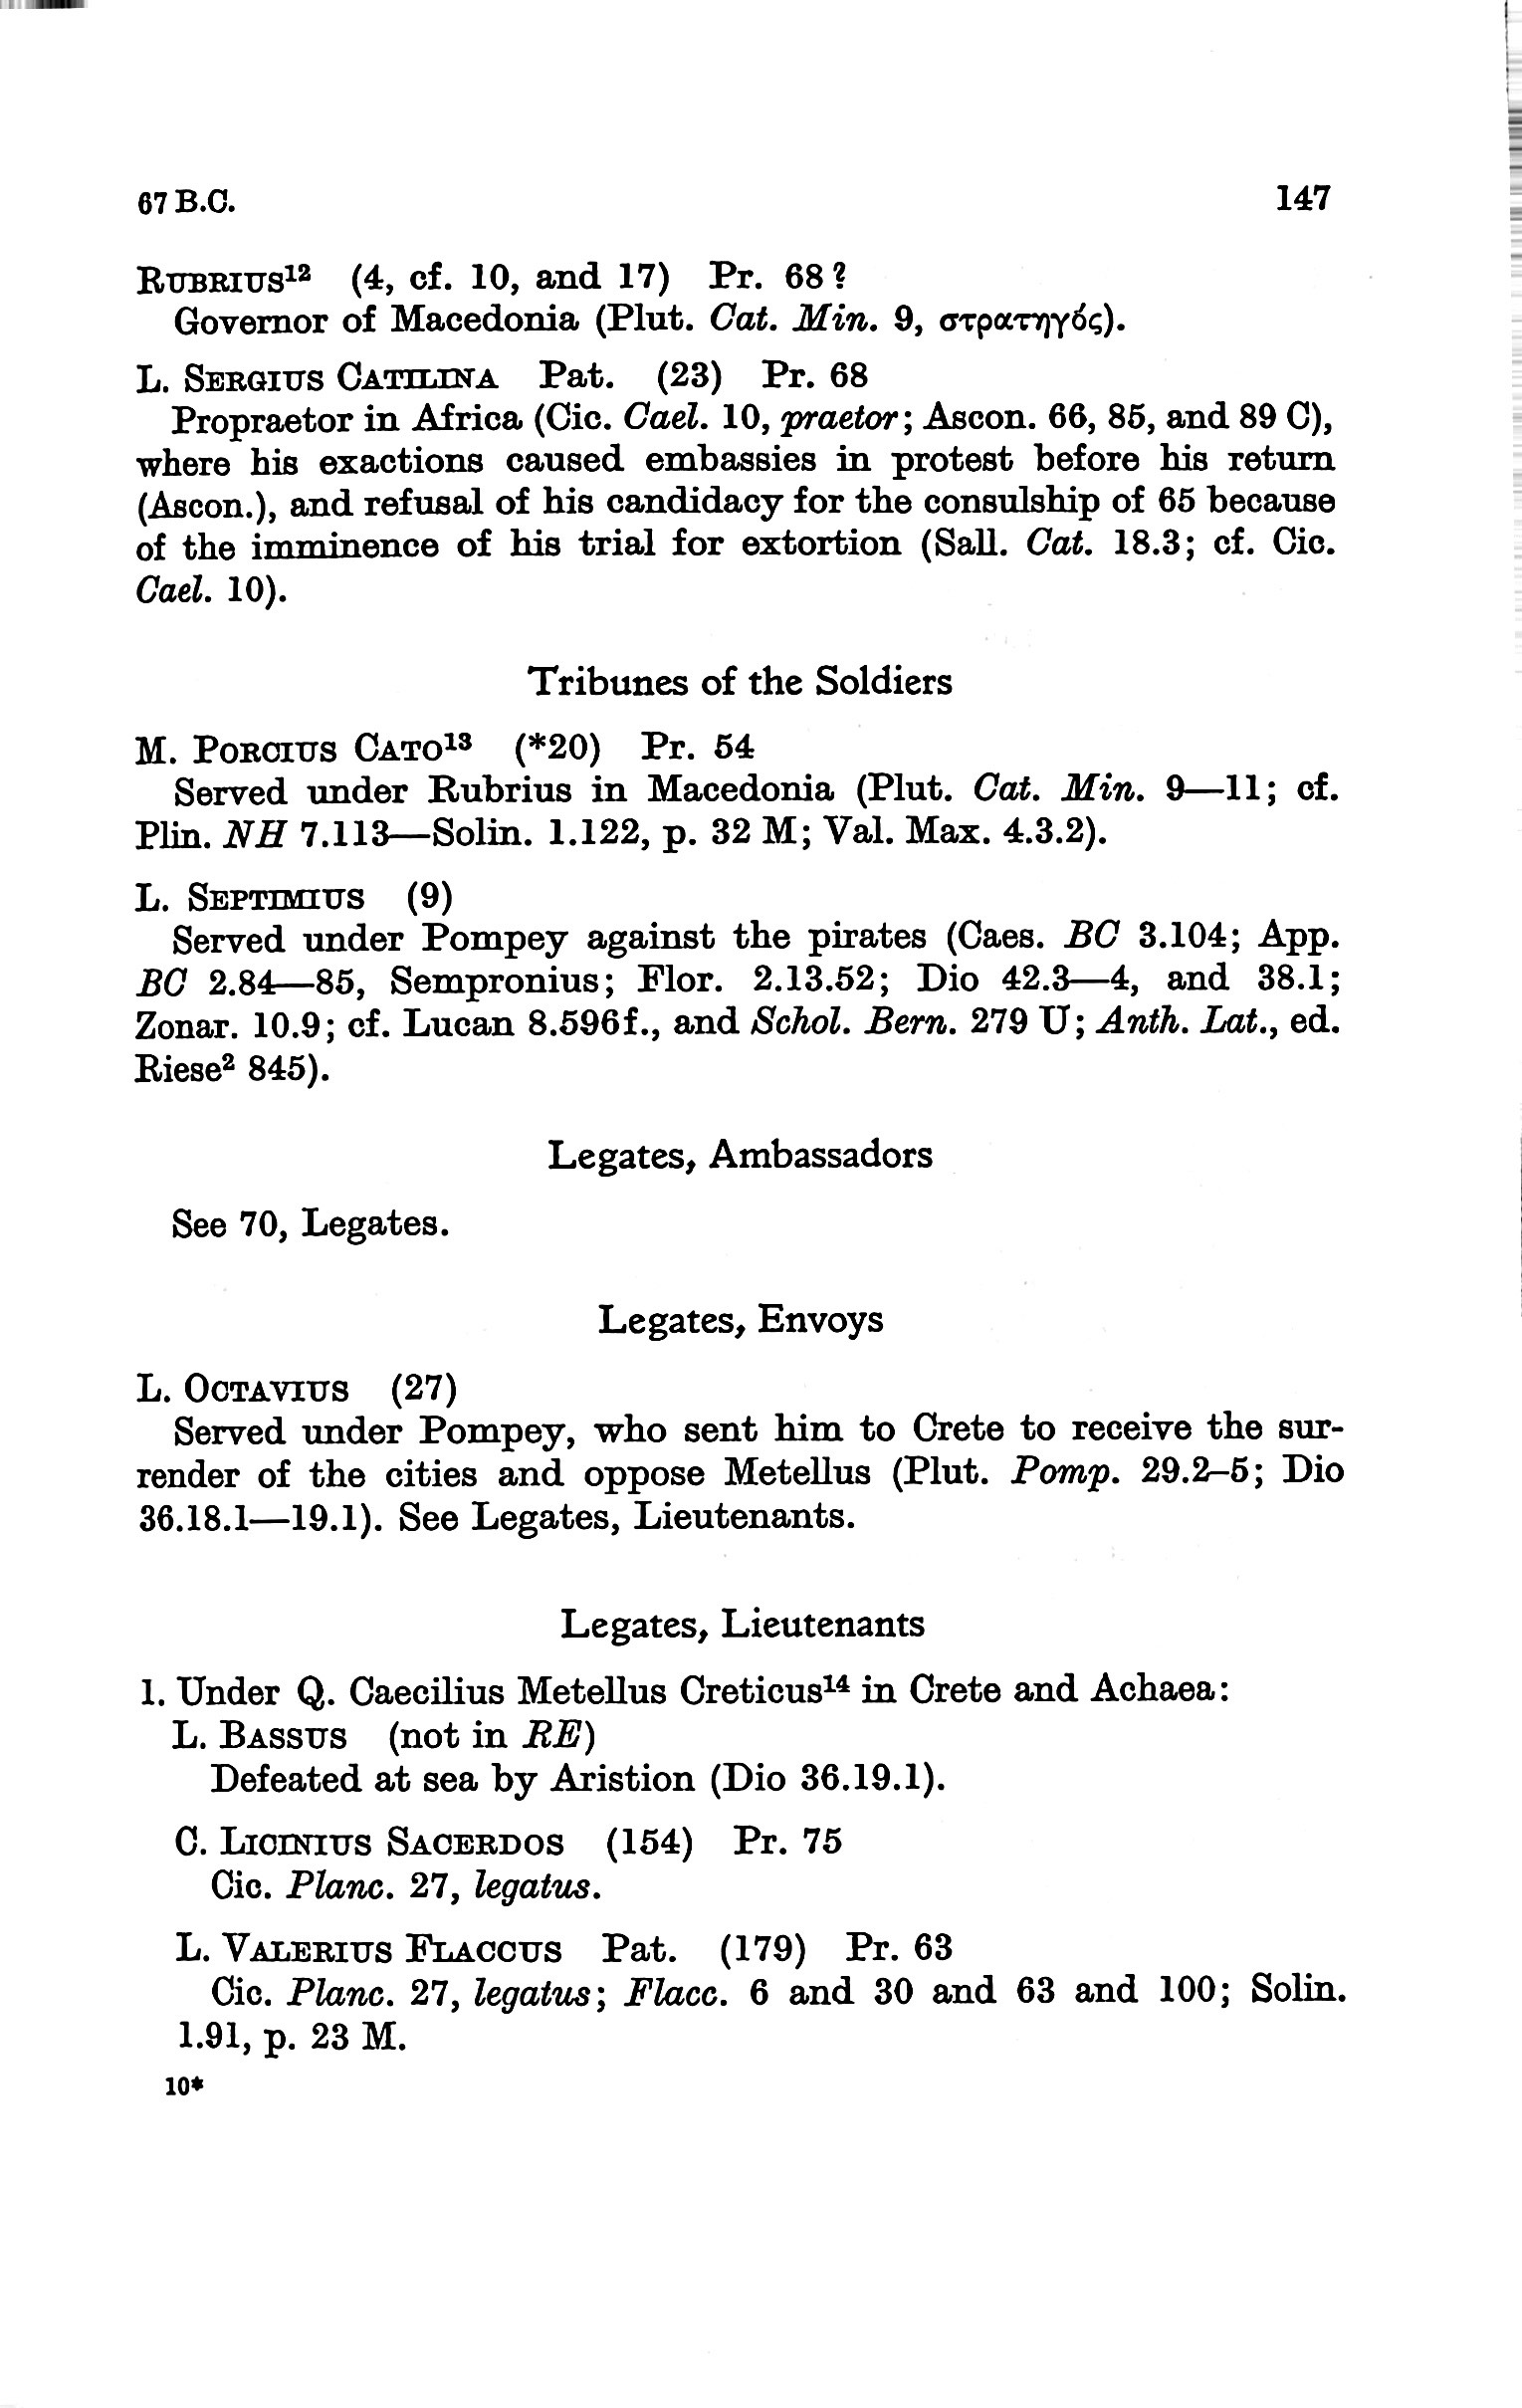 67 B.C. 147
RUBRIUS¹² (4, cf. 10, and 17) Pr. 68?
Governor of Macedonia (Plut. Cat. Min. 9, στρατηγός).
L. SERGIUS CATILINA Pat. (23) Pr. 68
Propraetor in Africa (Cic. Cael. 10, praetor; Ascon. 66, 85, and 89 C),
where his exactions caused embassies in protest before his return
(Ascon.), and refusal of his candidacy for the consulship of 65 because
of the imminence of his trial for extortion (Sall. Cat. 18.3; cf. Cic.
Cael. 10).
Tribunes of the Soldiers
M. PORCIUS CATO¹³ (*20) Pr. 54
Served under Rubrius in Macedonia (Plut. Cat. Min. 9—11; cf.
Plin. NH 7.113—Solin. 1.122, p. 32 M; Val. Max. 4.3.2).
L. SEPTIMIUS (9)
Served under Pompey against the pirates (Caes. BC 3.104; App.
BC 2.84—85, Sempronius; Flor. 2.13.52; Dio 42.3—4, and 38.1;
Zonar. 10.9; cf. Lucan 8.596f., and Schol. Bern. 279 U; Anth. Lat., ed.
Riese² 845).
Legates, Ambassadors
See 70, Legates.
Legates, Envoys
L. OCTAVIUS (27)
Served under Pompey, who sent him to Crete to receive the sur-
render of the cities and oppose Metellus (Plut. Pomp. 29.2–5; Dio
36.18.1—19.1). See Legates, Lieutenants.
Legates, Lieutenants
1. Under Q. Caecilius Metellus Creticus¹⁴ in Crete and Achaea:
L. BASSUS (not in RE)
Defeated at sea by Aristion (Dio 36.19.1).
C. LICINIUS SACERDOS (154) Pr. 75
Cic. Planc. 27, legatus.
L. VALERIUS FLACCUS Pat. (179) Pr. 63
Cic. Planc. 27, legatus; Flacc. 6 and 30 and 63 and 100; Solin.
1.91, p. 23 M.
10*